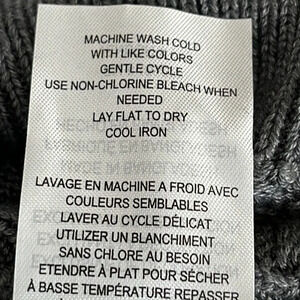 MACHINE WASH COLD
WITH LIKE COLORS
GENTLE CYCLE
USE NON-CHLORINE BLEACH WHEN
NEEDED
LAY FLAT TO DRY
COOL IRON
LAVAGE EN MACHINE A FROID AVEC
COULEURS SEMBLABLES
LAVER AU CYCLE DÉLICAT
UTILIZER UN BLANCHIMENT
SANS CHLORE AU BESOIN
ETENDRE À PLAT POUR SÉCHER
À BASSE TEMPÉRATURE REPASSER